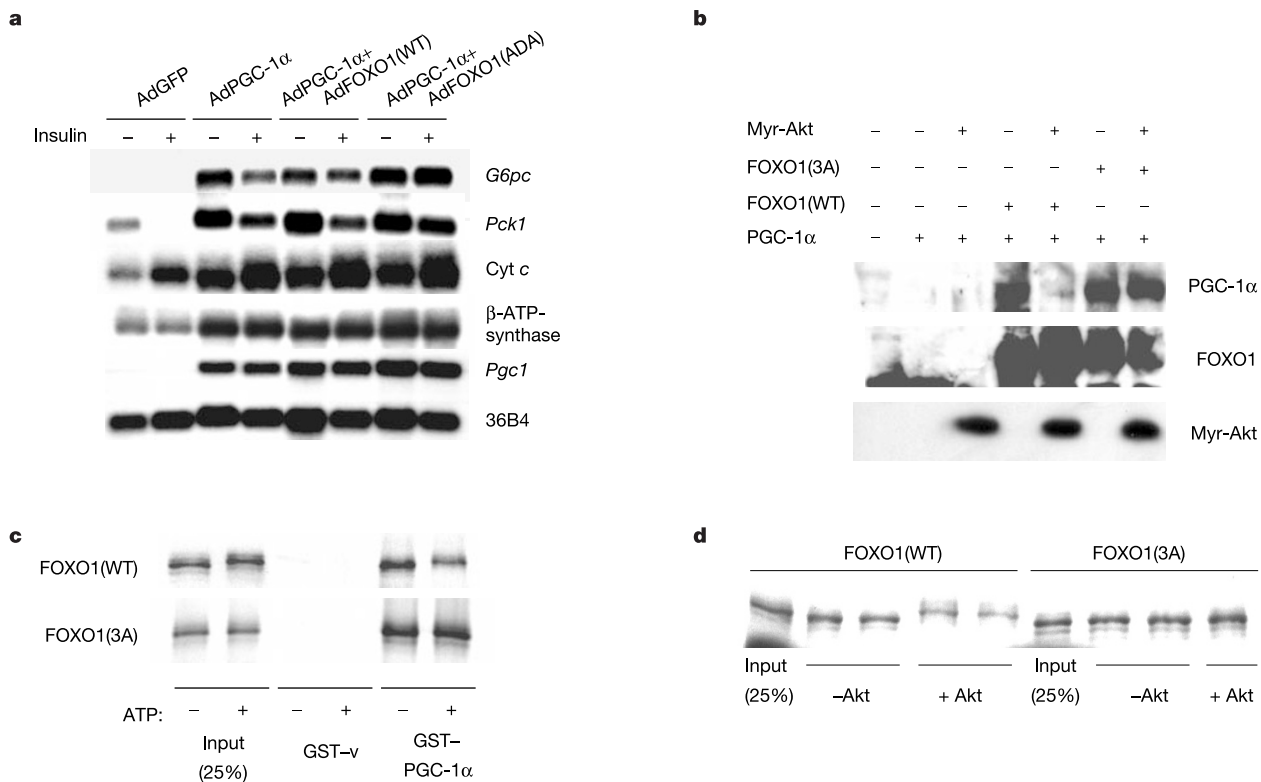 a
AdGFP
AdPGC-1α
AdPGC-1α+
AdFOXO1(WT)
AdPGC-1α+
AdFOXO1(ADA)
Insulin – + – + – + – +
G6pc
Pck1
Cyt c
β-ATP-
synthase
Pgc1
36B4
b
Myr-Akt – – + – + – +
FOXO1(3A) – – – – – + +
FOXO1(WT) – – – + + – –
PGC-1α – + + + + + +
PGC-1α
FOXO1
Myr-Akt
c
FOXO1(WT)
FOXO1(3A)
ATP: – + – + – +
Input
(25%)
GST–v
GST–
PGC-1α
d
FOXO1(WT) FOXO1(3A)
Input Input
(25%) –Akt + Akt (25%) –Akt + Akt